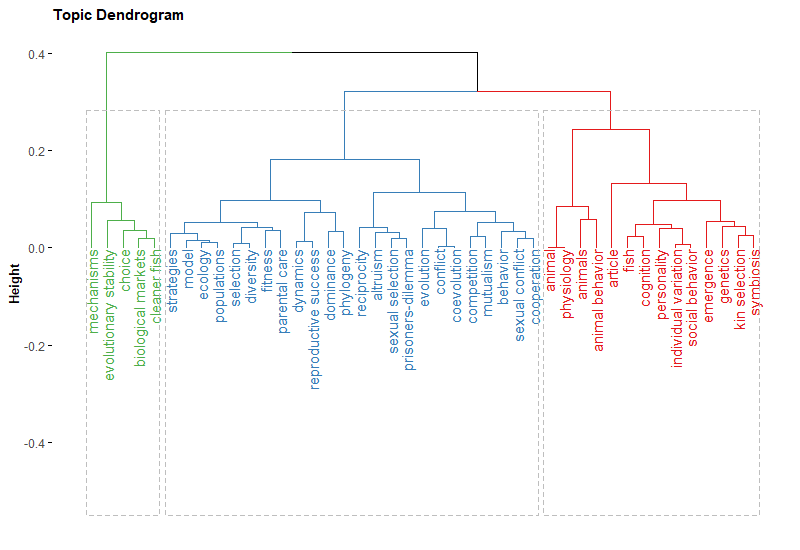 Topic Dendrogram
Height
0.4
0.2
0.0
-0.2
-0.4
mechanisms
evolutionary stability
choice
biological markets
cleaner fish
strategies
model
ecology
populations
selection
diversity
fitness
parental care
dynamics
reproductive success
dominance
phylogeny
reciprocity
altruism
sexual selection
prisoners-dilemma
evolution
conflict
coevolution
competition
mutualism
behavior
sexual conflict
cooperation
animal
physiology
animals
animal behavior
article
fish
cognition
personality
individual variation
social behavior
emergence
genetics
kin selection
symbiosis